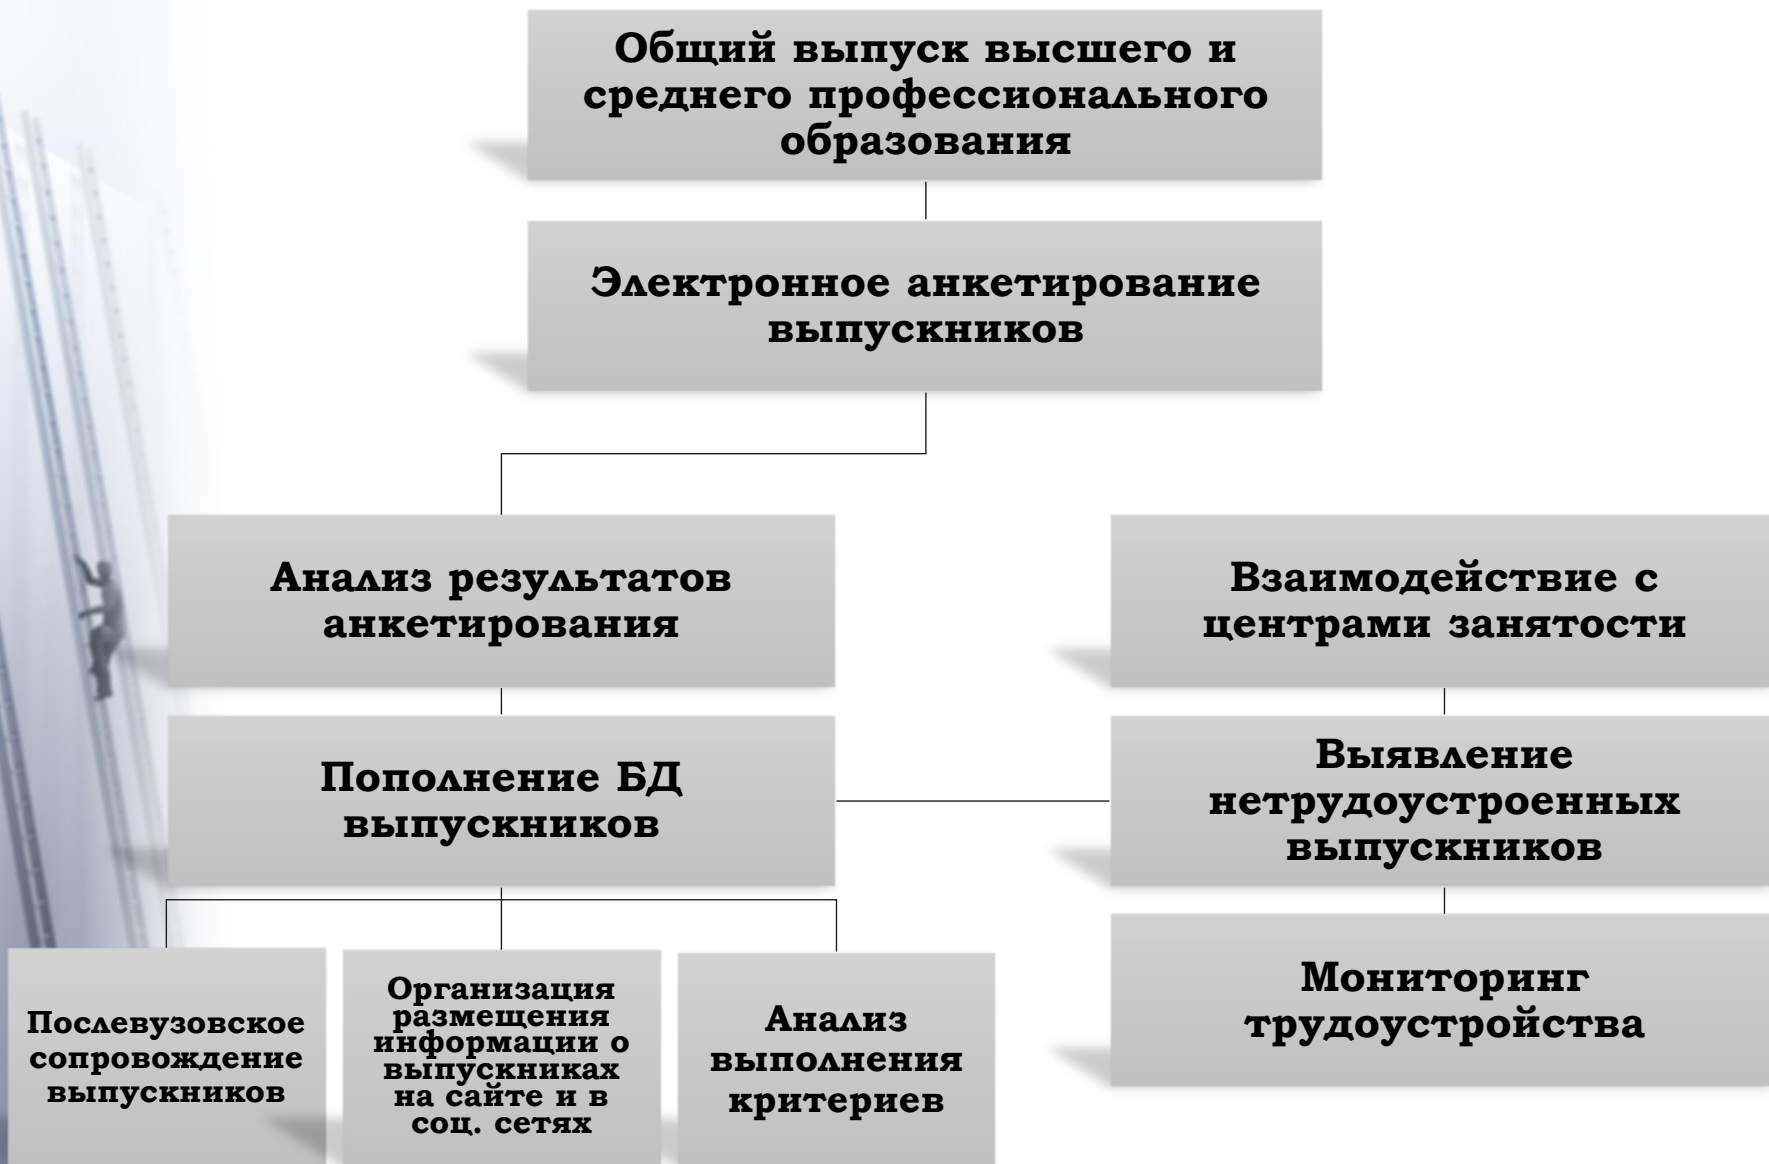 Общий выпуск высшего и
среднего профессионального
образования
Электронное анкетирование
выпускников
Анализ результатов
анкетирования
Взаимодействие с
центрами занятости
Пополнение БД
выпускников
Выявление
нетрудоустроенных
выпускников
Послевузовское
сопровождение
выпускников
Организация
размещения
информации о
выпускниках
на сайте и в
соц. сетях
Анализ
выполнения
критериев
Мониторинг
трудоустройства